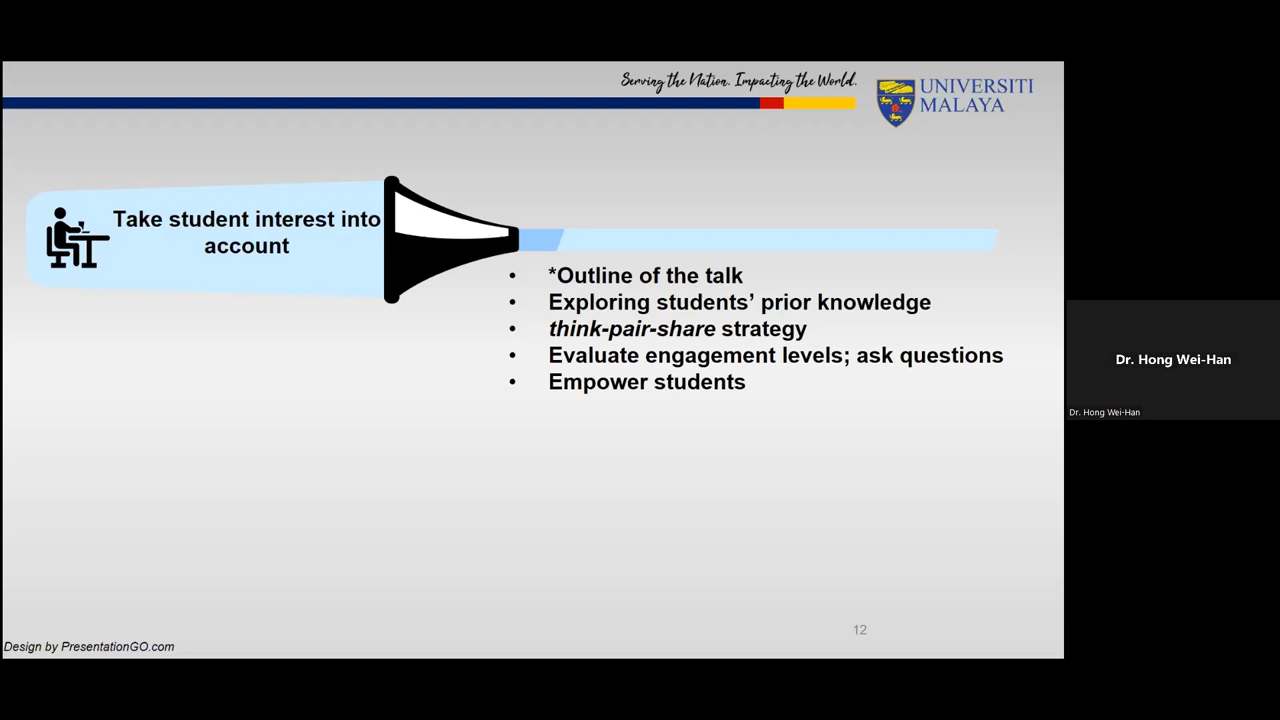 Serving the Nation. Impacting the World.
UNIVERSITI
MALAYA
Take student interest into
account
• *Outline of the talk
• Exploring students’ prior knowledge
• think-pair-share strategy
• Evaluate engagement levels; ask questions
• Empower students
Dr. Hong Wei-Han
Dr. Hong Wei-Han
12
Design by PresentationGO.com